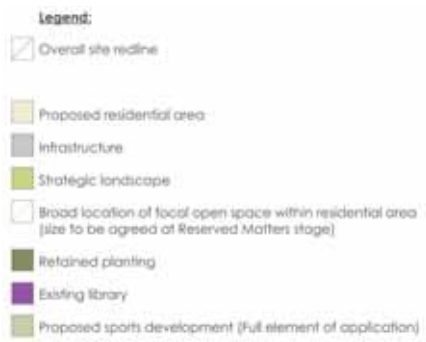 Legend:
Overall site redline
Proposed residential area
Infrastructure
Strategic landscape
Broad location of focal open space within residential area
(size to be agreed at Reserved Matters stage)
Retained planting
Existing library
Proposed sports development (Full element of application)